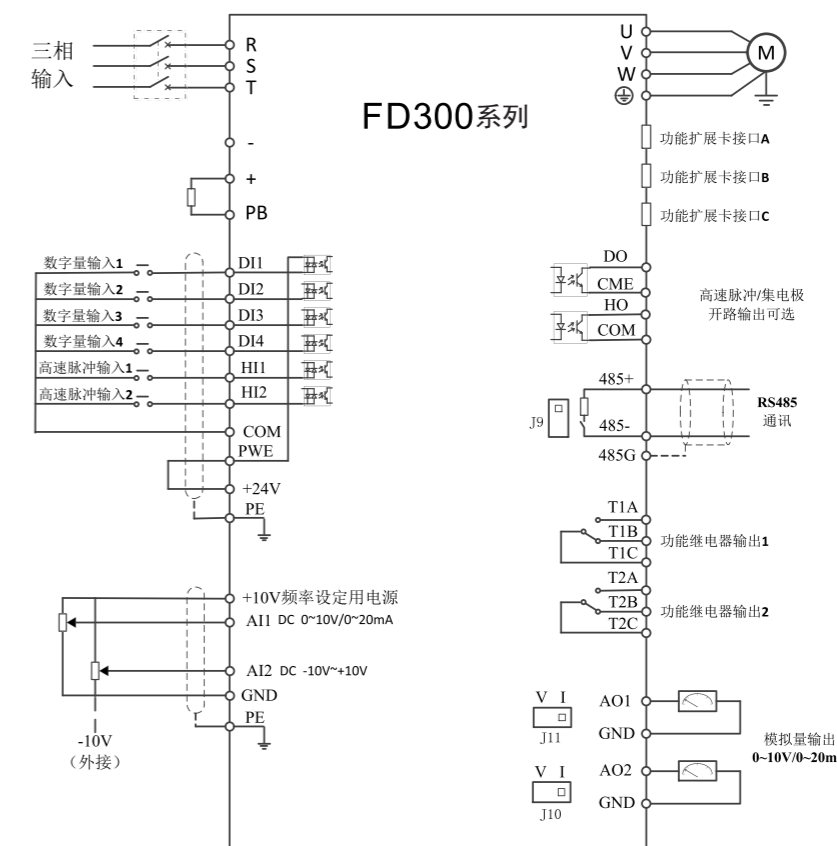 三相
输入
R
S
T
-
+
PB
FD300系列
U
V
W
M
功能扩展卡接口A
功能扩展卡接口B
功能扩展卡接口C
数字量输入1
DI1
数字量输入2
DI2
数字量输入3
DI3
数字量输入4
DI4
高速脉冲输入1
HI1
高速脉冲输入2
HI2
COM
PWE
+24V
PE
DO
CME
HO
COM
高速脉冲/集电极
开路输出可选
485+
485-
485G
J9
RS485
通讯
T1A
T1B
T1C
功能继电器输出1
T2A
T2B
T2C
功能继电器输出2
+10V频率设定用电源
AI1 DC 0~10V/0~20mA
AI2 DC -10V~+10V
GND
PE
-10V
（外接）
V I
J11
AO1
GND
V I
J10
AO2
GND
模拟量输出
0~10V/0~20m